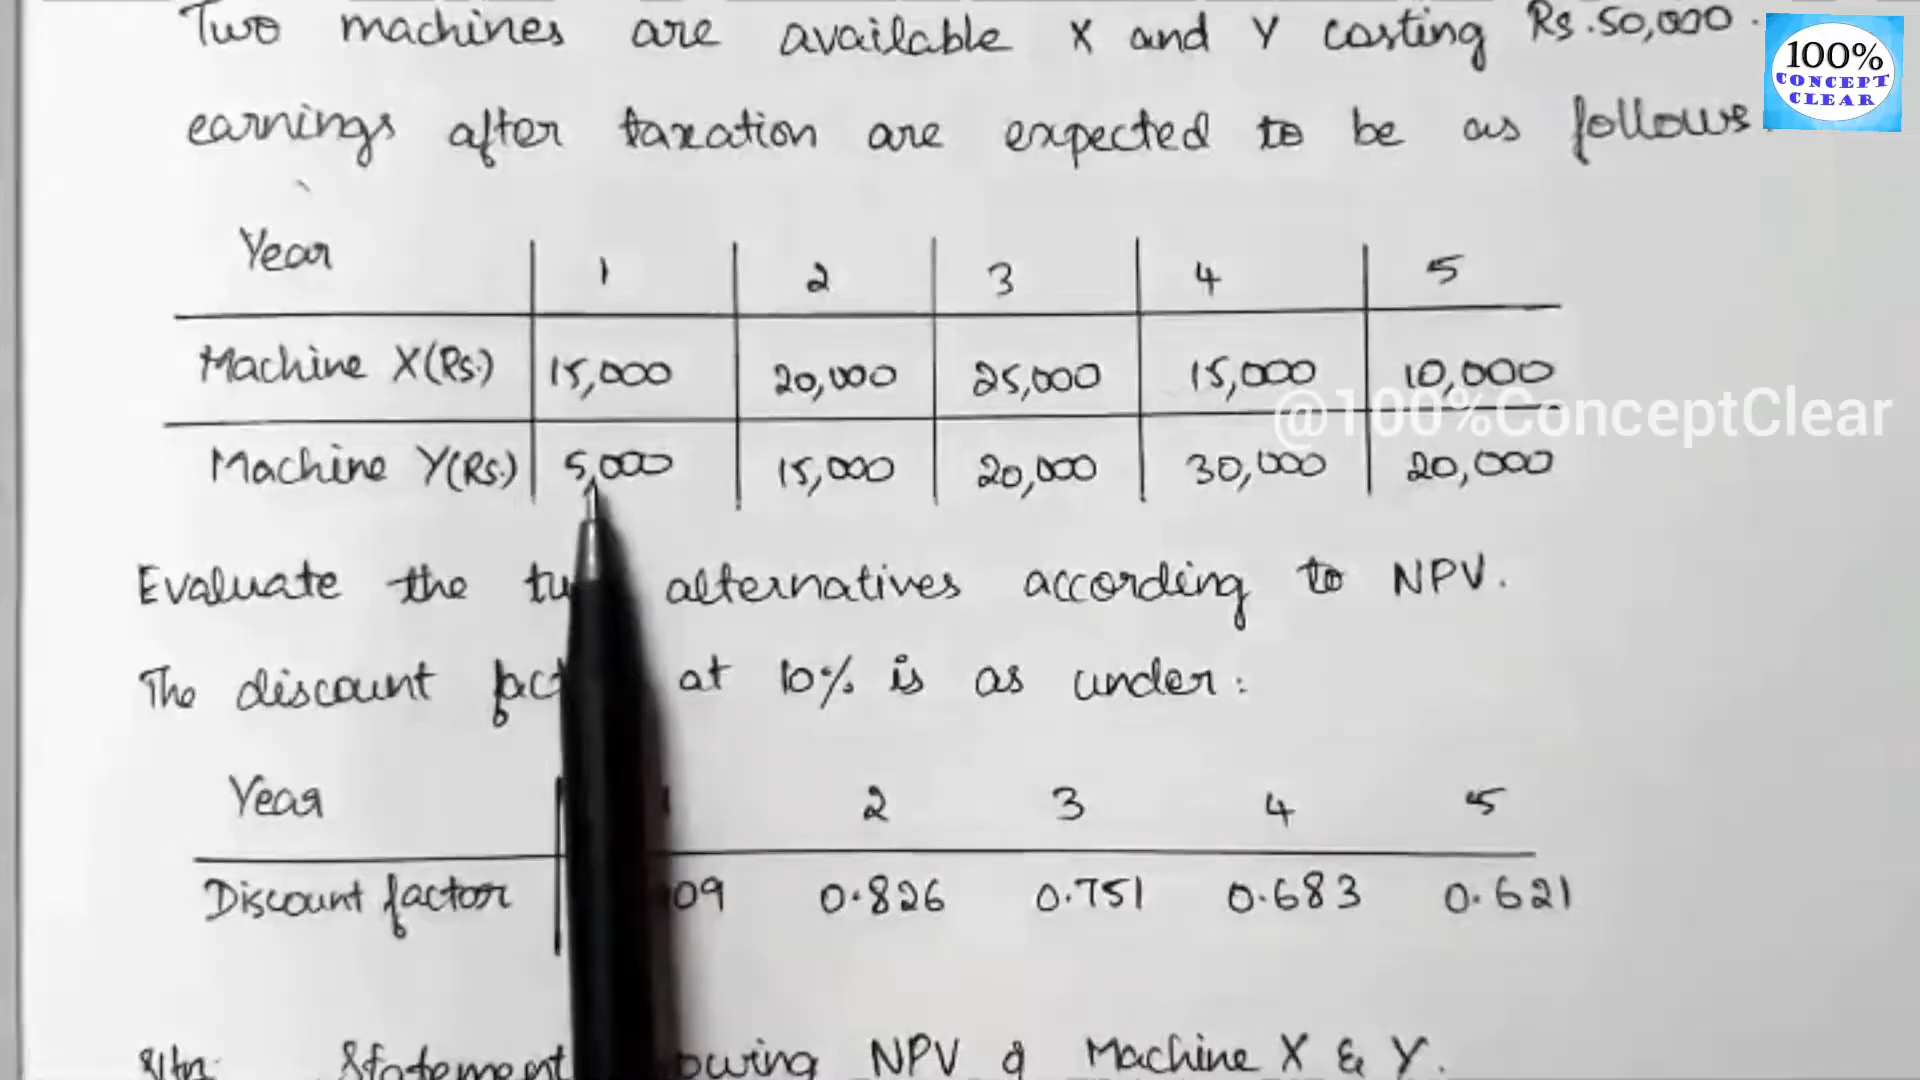 Two machines are available X and Y costing Rs.50,000.
100%
CONCEPT
CLEAR
earnings after taxation are expected to be as follows.
Year 1 2 3 4 5
Machine X(Rs.) 15,000 20,000 25,000 15,000 10,000
@100%ConceptClear
Machine Y(Rs.) 5,000 15,000 20,000 30,000 20,000
Evaluate the alternatives according to NPV.
The discount at 10% is as under:
Year 2 3 4 5
Discount factor 09 0.826 0.751 0.683 0.621
Statement NPV of Machine X & Y.